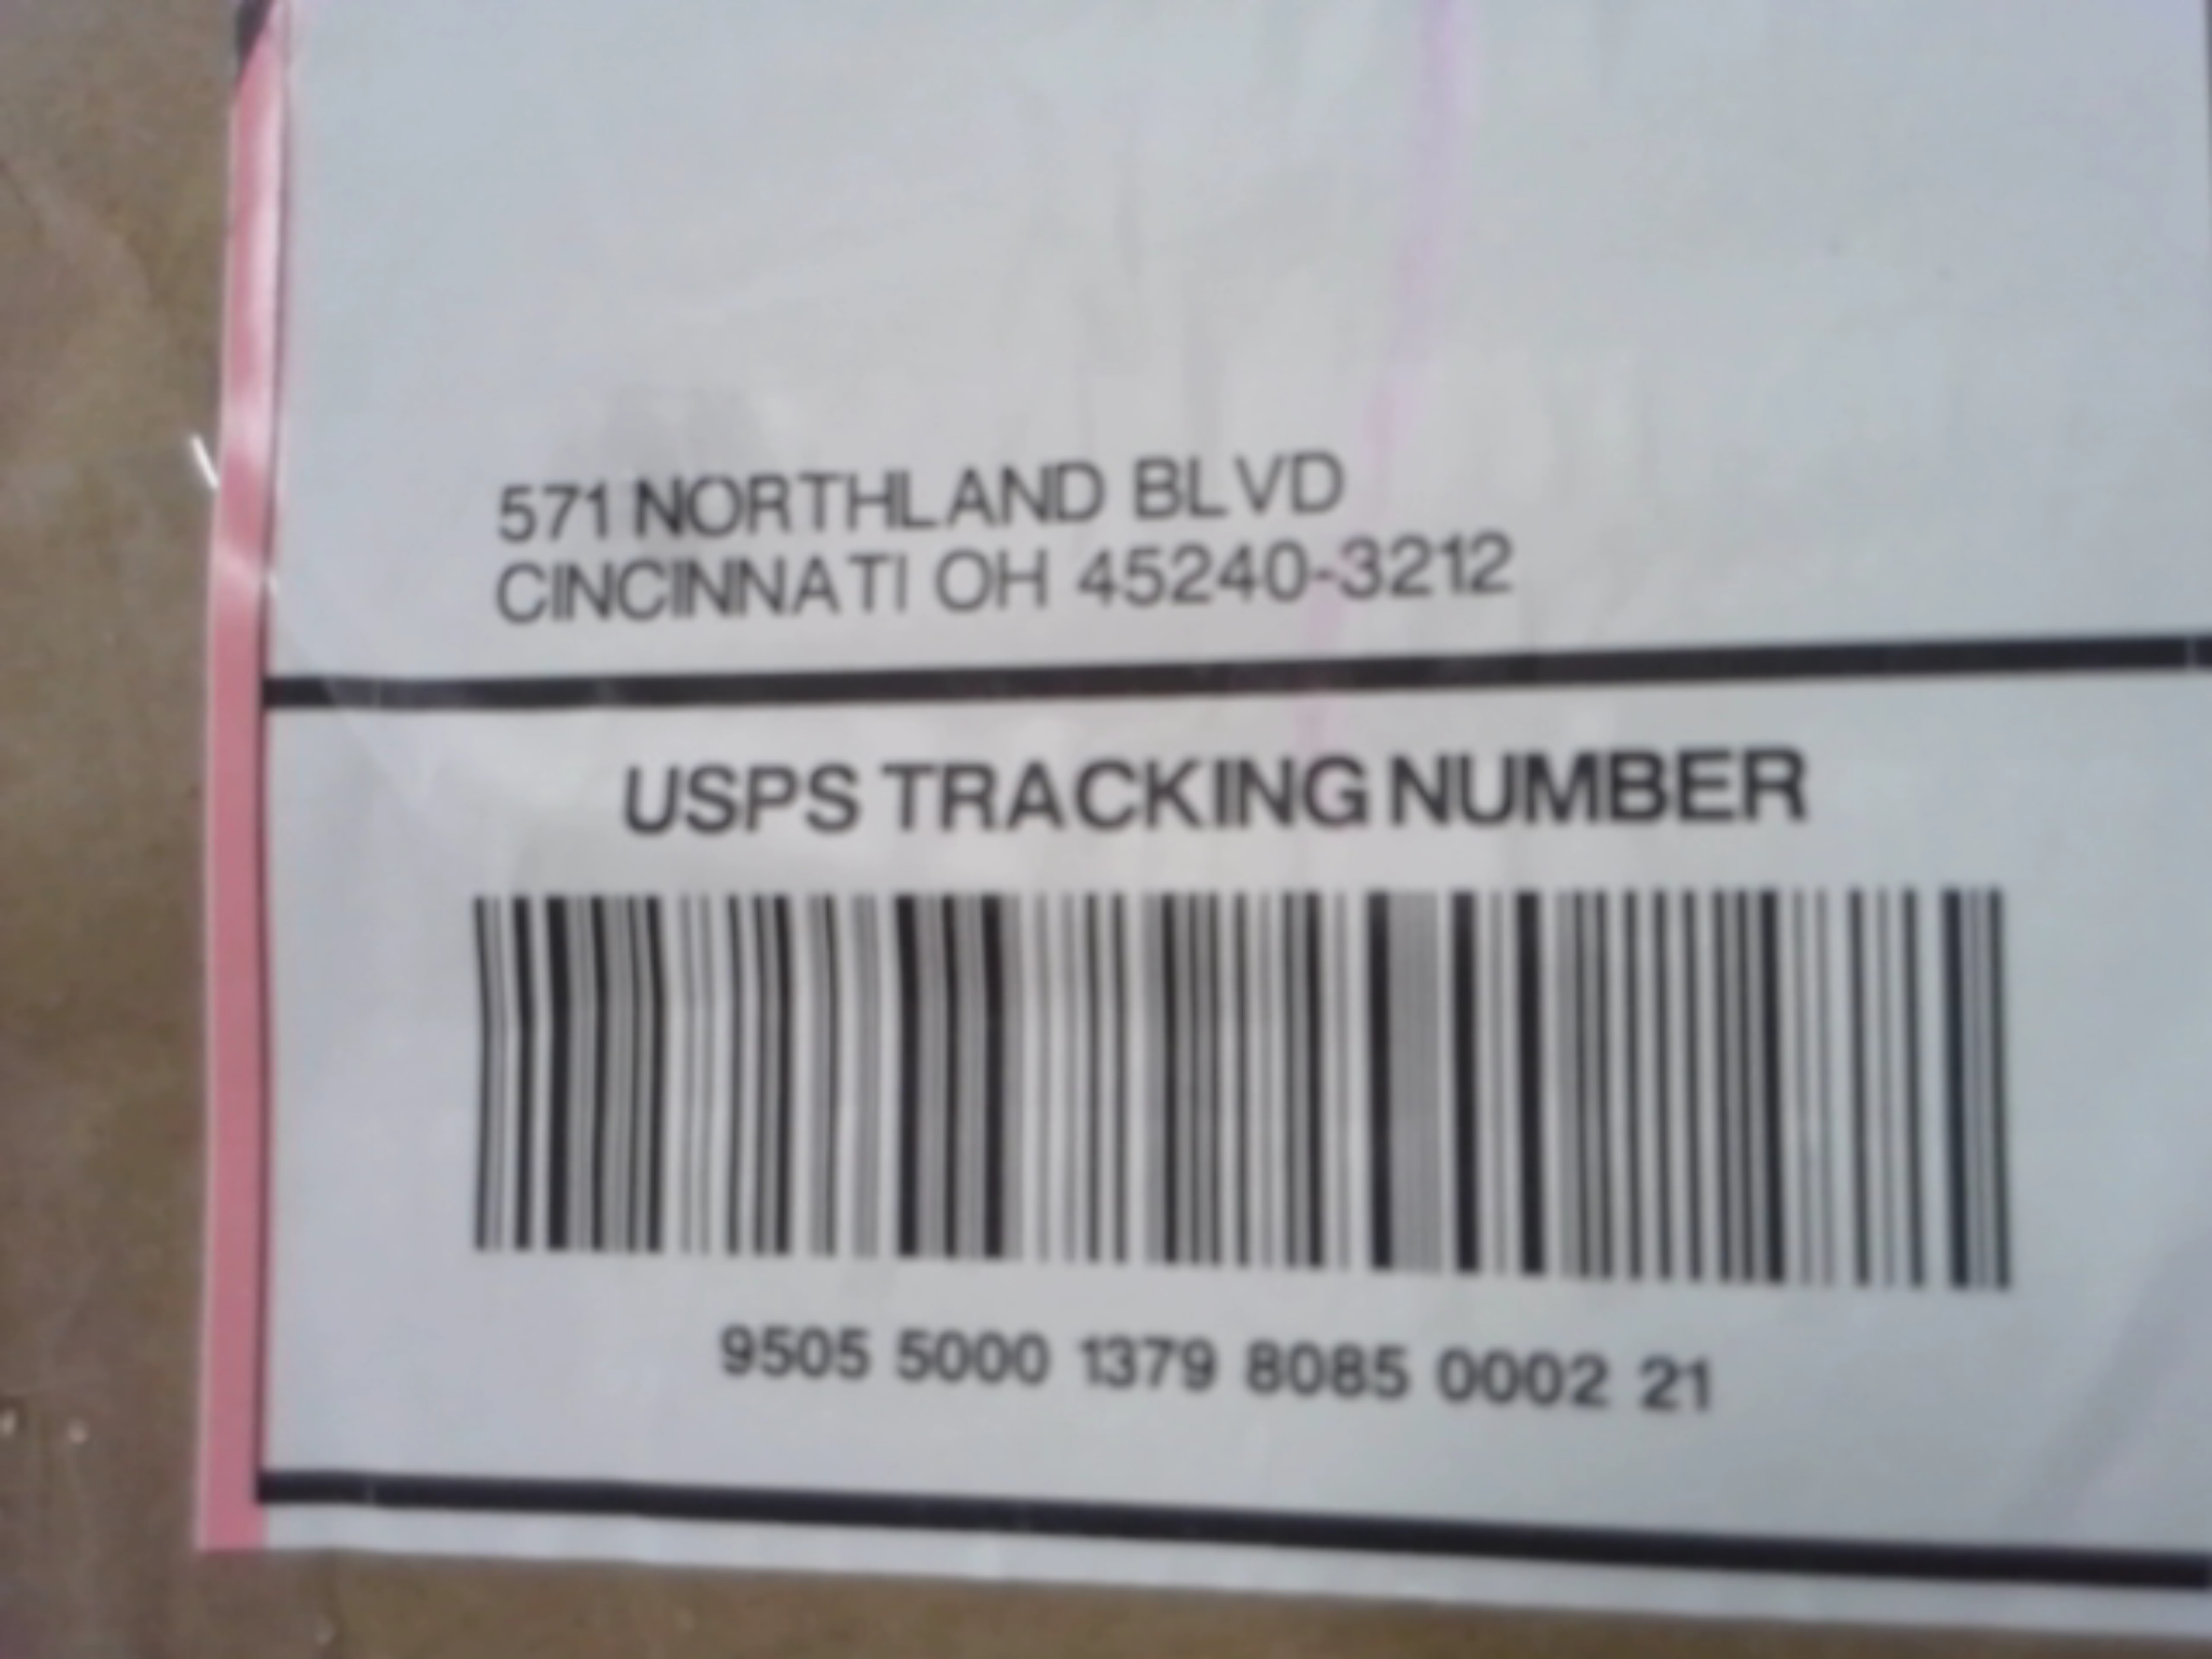 571 NORTHLAND BLVD
CINCINNATI OH 45240-3212
USPS TRACKING NUMBER
9505 5000 1379 8085 0002 21